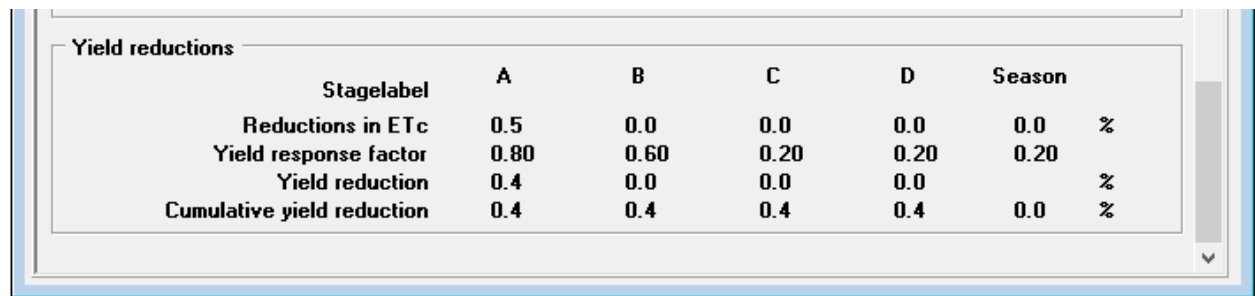 Yield reductions
Stagelabel A B C D Season
Reductions in ETc 0.5 0.0 0.0 0.0 0.0 %
Yield response factor 0.80 0.60 0.20 0.20 0.20
Yield reduction 0.4 0.0 0.0 0.0 %
Cumulative yield reduction 0.4 0.4 0.4 0.4 0.0 %